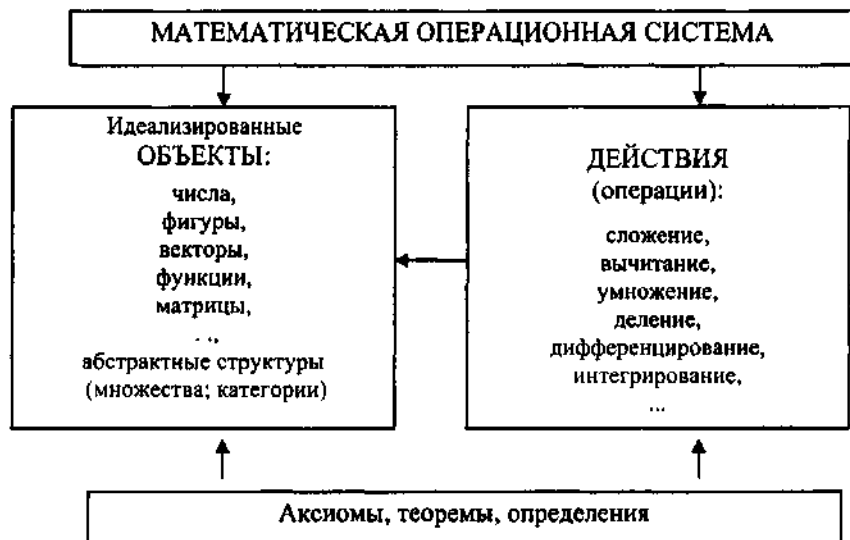 МАТЕМАТИЧЕСКАЯ ОПЕРАЦИОННАЯ СИСТЕМА
Идеализированные
ОБЪЕКТЫ:
числа,
фигуры,
векторы,
функции,
матрицы,
...,
абстрактные структуры
(множества; категории)
ДЕЙСТВИЯ
(операции):
сложение,
вычитание,
умножение,
деление,
дифференцирование,
интегрирование,
...
Аксиомы, теоремы, определения